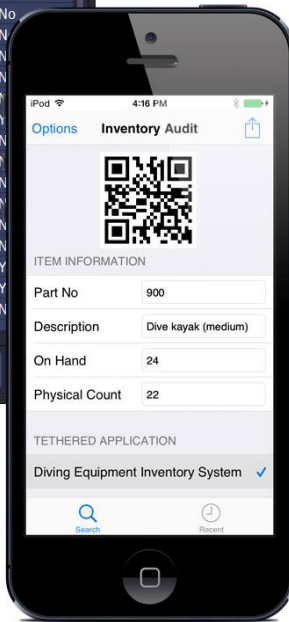 No
iPod 4:16 PM
Options Inventory Audit
ITEM INFORMATION
Part No 900
Description Dive kayak (medium)
On Hand 24
Physical Count 22
TETHERED APPLICATION
Diving Equipment Inventory System
Search Recent